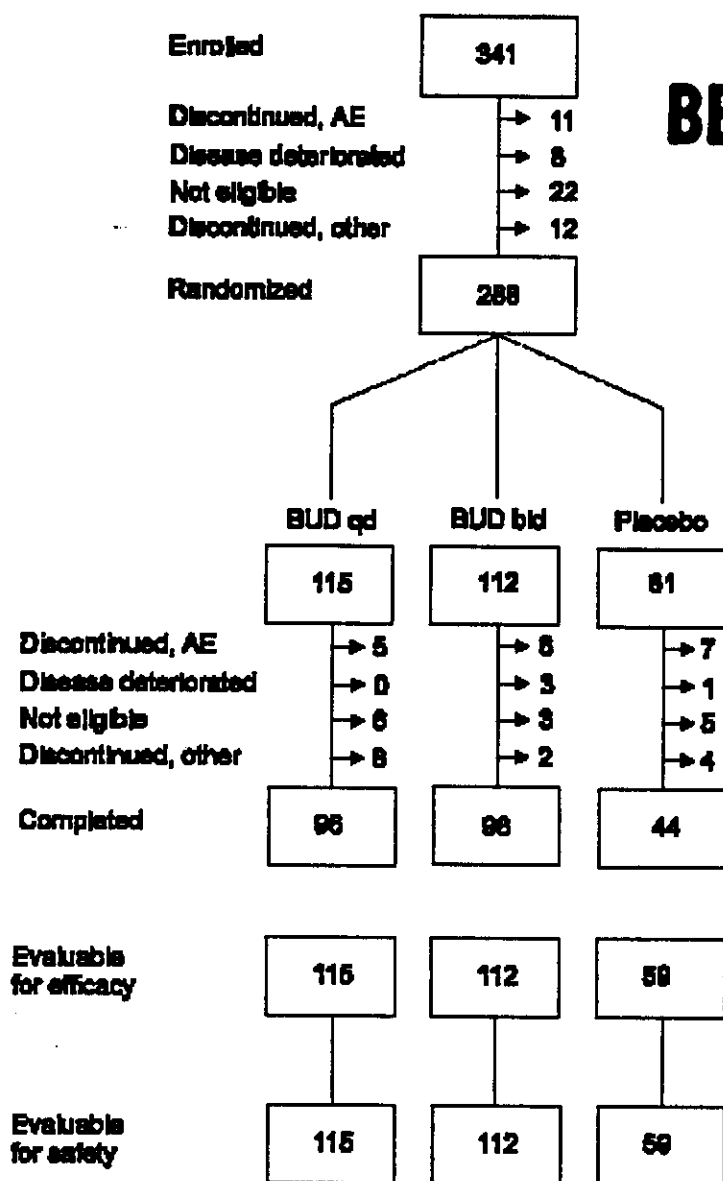 Enrolled 341
BE
Discontinued, AE 11
Disease deteriorated 8
Not eligible 22
Discontinued, other 12
Randomized 288
BUD qd BUD bid Placebo
115 112 61
Discontinued, AE 5 6 7
Disease deteriorated 0 3 1
Not eligible 6 3 5
Discontinued, other 8 2 4
Completed 96 98 44
Evaluable
for efficacy 115 112 59
Evaluable
for safety 115 112 59